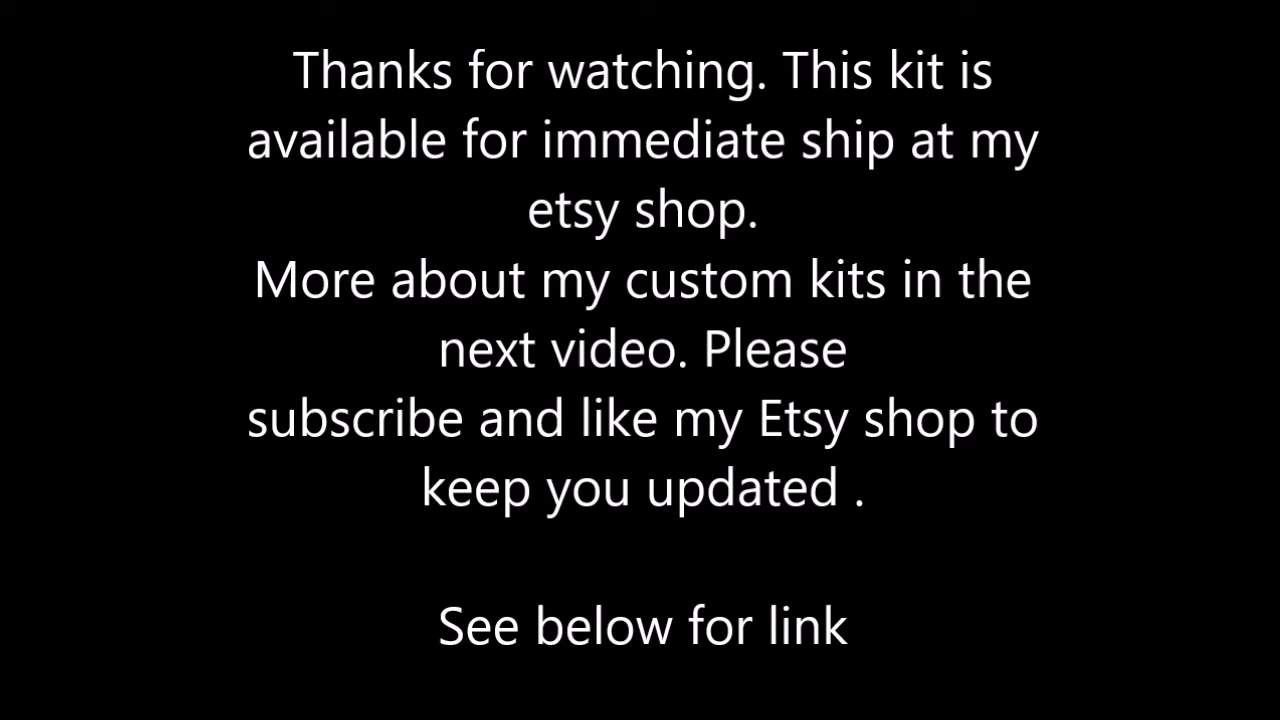 Thanks for watching. This kit is
available for immediate ship at my
etsy shop.
More about my custom kits in the
next video. Please
subscribe and like my Etsy shop to
keep you updated .
See below for link